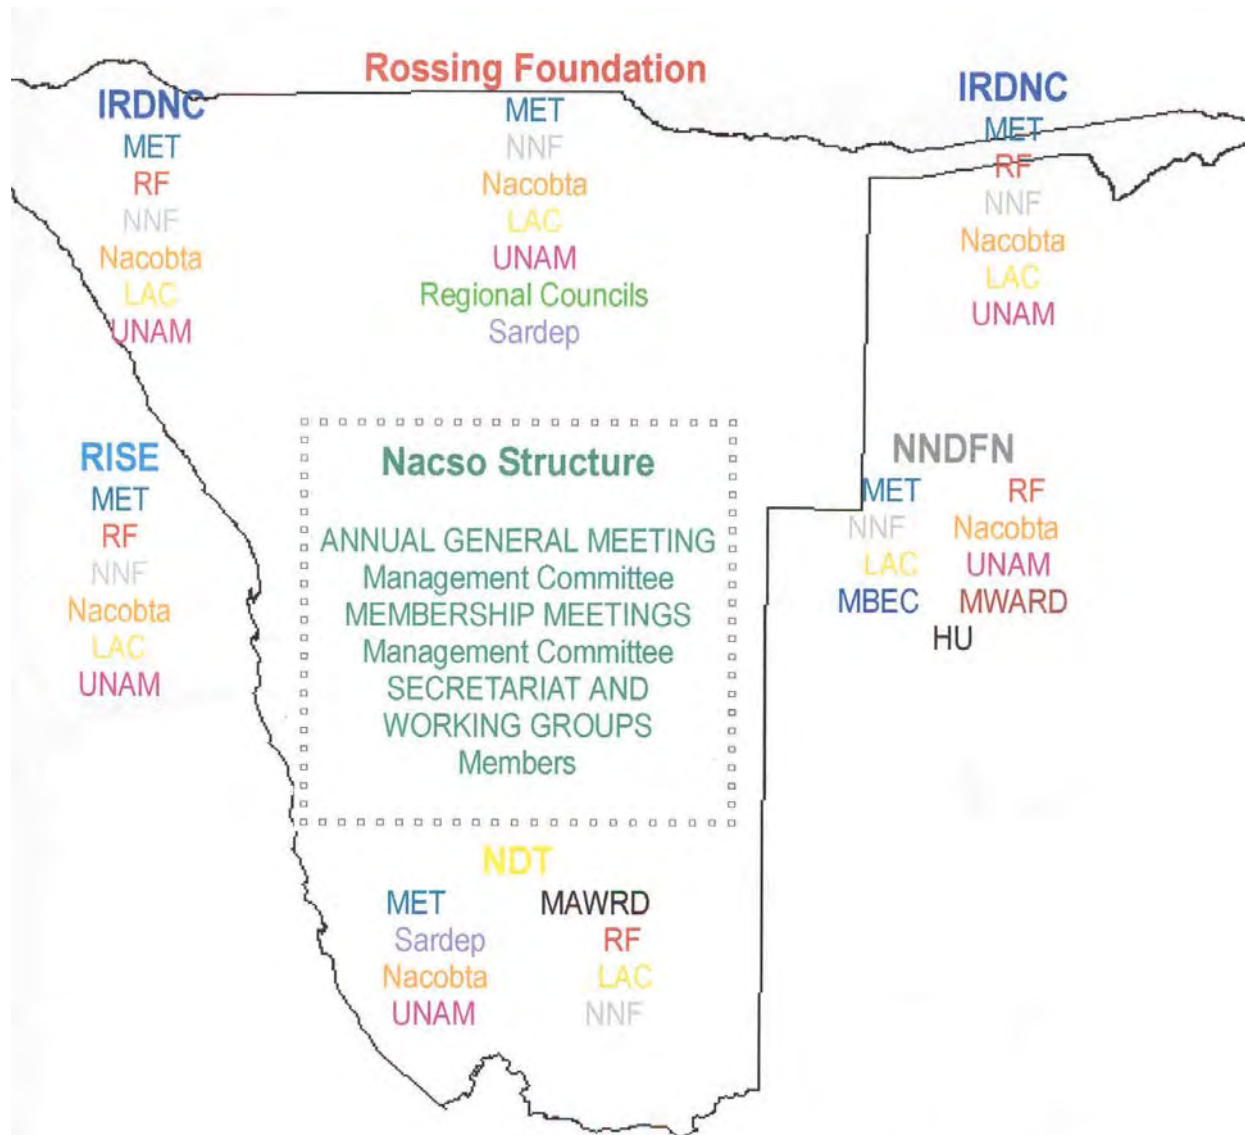 Rossing Foundation
MET
NNF
Nacobta
LAC
UNAM
Regional Councils
Sardep
IRDNC
MET
RF
NNF
Nacobta
LAC
UNAM
IRDNC
MET
RF
NNF
Nacobta
LAC
UNAM
RISE
MET
RF
NNF
Nacobta
LAC
UNAM
Nacso Structure
ANNUAL GENERAL MEETING
Management Committee
MEMBERSHIP MEETINGS
Management Committee
SECRETARIAT AND
WORKING GROUPS
Members
NNDFN
MET RF
NNF Nacobta
LAC UNAM
MBEC MWARD
HU
NDT
MET MAWRD
Sardep RF
Nacobta LAC
UNAM NNF